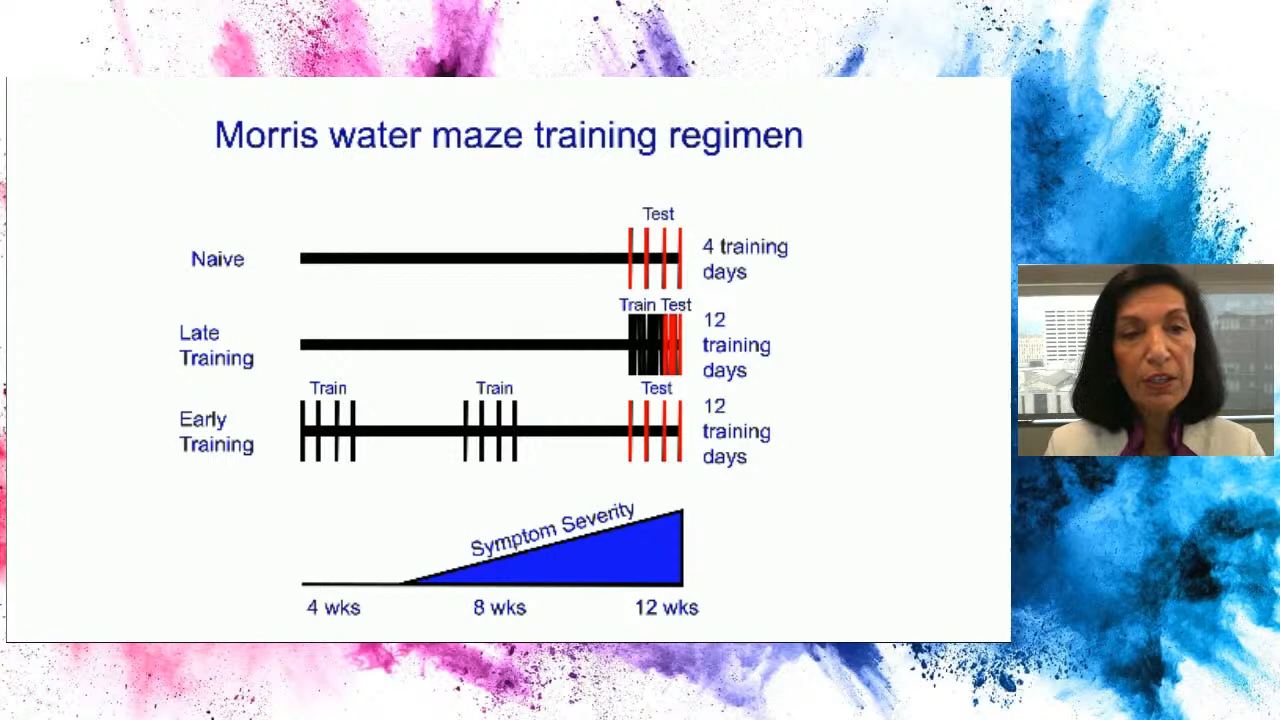 Morris water maze training regimen
Test
Naive
4 training
days
Train Test
Late
Training
12
training
days
Train
Train
Test
Early
Training
12
training
days
Symptom Severity
4 wks
8 wks
12 wks